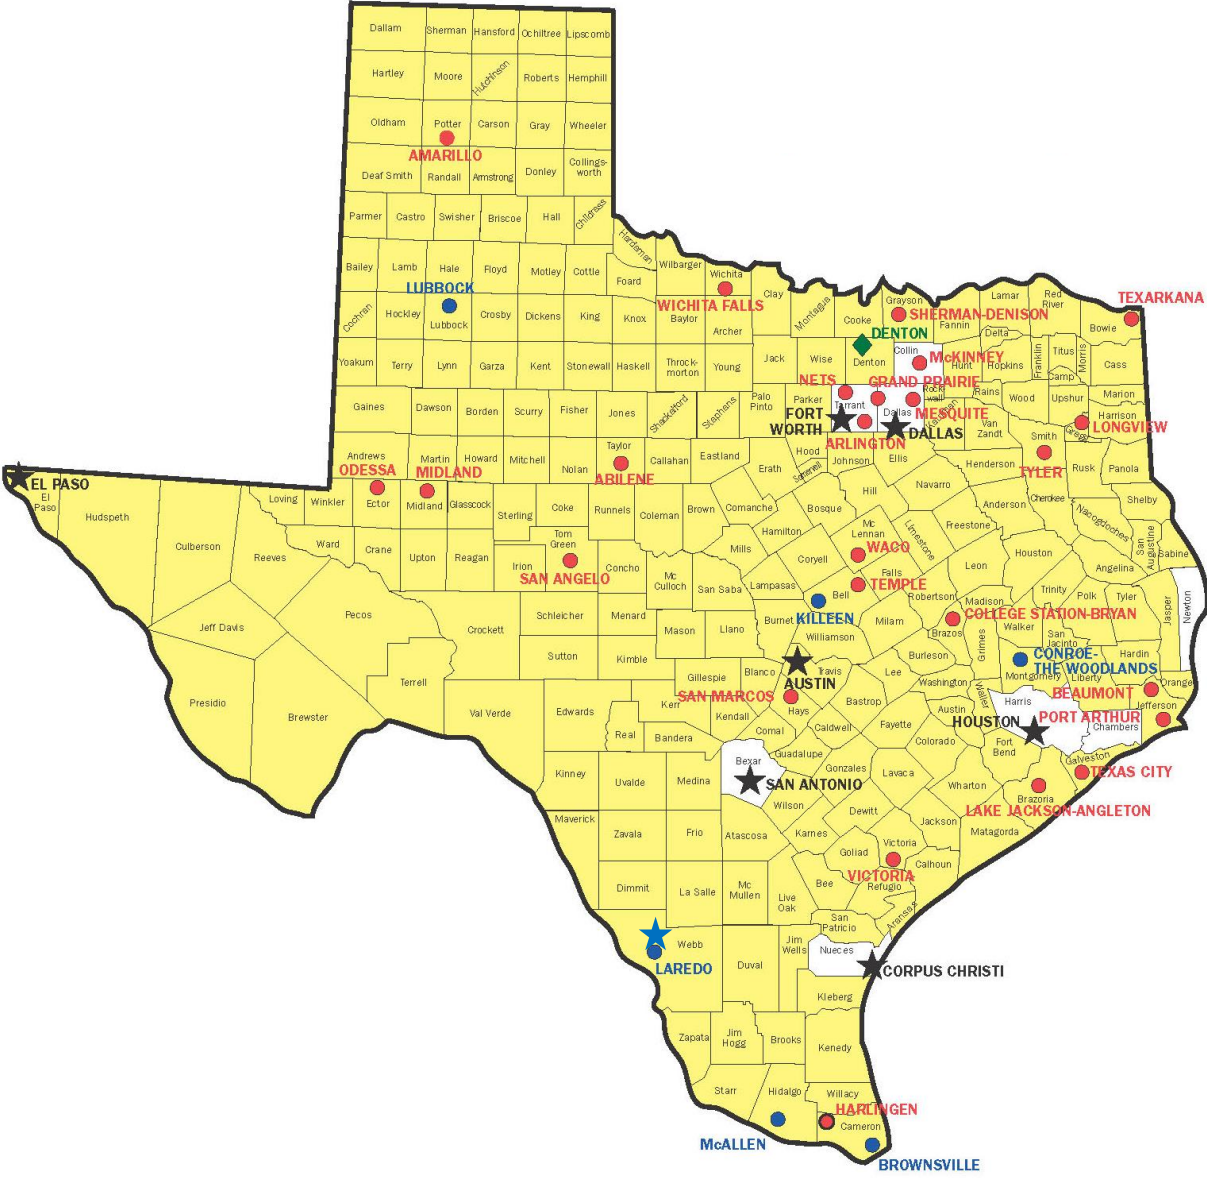 Dallam Sherman Hansford Ochiltree Lipscomb
Hartley Moore Hutchinson Roberts Hemphill
Oldham Potter Carson Gray Wheeler
AMARILLO
Deaf Smith Randall Armstrong Donley Collings-
worth
Parmer Castro Swisher Briscoe Hall Childress
Hardeman
Bailey Lamb Hale Floyd Motley Cottle Foard Wilbarger Wichita
LUBBOCK
WICHITA FALLS
Clay Montague Cooke Grayson Lamar Red
River
TEXARKANA
Cochran Hockley Lubbock Crosby Dickens King Knox Baylor Archer
SHERMAN-DENISON
Fannin Delta Bowie
DENTON
Yoakum Terry Lynn Garza Kent Stonewall Haskell Throck-
morton Young Jack Wise Denton Collin
McKINNEY
Hunt Hopkins Franklin Titus Morris Camp Cass
NETS GRAND PRAIRIE
Gaines Dawson Borden Scurry Fisher Jones Shackelford Stephens Palo
Pinto Parker Tarrant Dallas Rock-
wall Kaufman Rains Wood Upshur Marion
Harrison
FORT
WORTH
MESQUITE
DALLAS
ARLINGTON
Van
Zandt Smith Gregg
LONGVIEW
TYLER
Andrews Martin Howard Mitchell Nolan Taylor Callahan Eastland Erath Hood Somervell Johnson Ellis Henderson Rusk Panola
ODESSA MIDLAND
ABILENE
EL PASO
El
Paso Hudspeth Culberson Reeves Loving Winkler Ector Midland Glasscock Sterling Coke Runnels Coleman Brown Comanche Bosque Hill Navarro Anderson Cherokee Nacogdoches Shelby
Ward Crane Upton Reagan Irion Tom
Green Concho
SAN ANGELO
Mc
Culloch San Saba Mills Hamilton Coryell Mc
Lennan Limestone Freestone Leon Houston Angelina San
Augustine Sabine
WACO
TEMPLE
KILLEEN
Lampasas Bell Falls Robertson Madison Trinity Polk Tyler Jasper Newton
COLLEGE STATION-BRYAN
Jeff Davis Pecos Crockett Schleicher Menard Mason Llano Burnet Williamson Milam Brazos Grimes Walker San
Jacinto Hardin
CONROE-
THE WOODLANDS
Presidio Brewster Terrell Val Verde Sutton Kimble Gillespie Blanco Travis Lee Burleson Washington Waller Montgomery Liberty Orange
AUSTIN
SAN MARCOS
BEAUMONT
Jefferson
PORT ARTHUR
Edwards Real Kerr Bandera Kendall Hays Comal Caldwell Bastrop Fayette Austin Harris Chambers
HOUSTON
Kinney Uvalde Medina Bexar Guadalupe Gonzales Lavaca Colorado Fort
Bend Galveston
SAN ANTONIO
TEXAS CITY
Wharton Brazoria
LAKE JACKSON-ANGLETON
Maverick Zavala Frio Atascosa Wilson Karnes Dewitt Jackson Matagorda
Goliad Victoria Calhoun
VICTORIA
Refugio
Dimmit La Salle Mc
Mullen Live
Oak Bee San
Patricio Aransas
Webb Duval Jim
Wells Nueces
LAREDO
CORPUS CHRISTI
Kleberg
Zapata Jim
Hogg Brooks Kenedy
Starr Hidalgo Willacy
HARLINGEN
Cameron
McALLEN
BROWNSVILLE